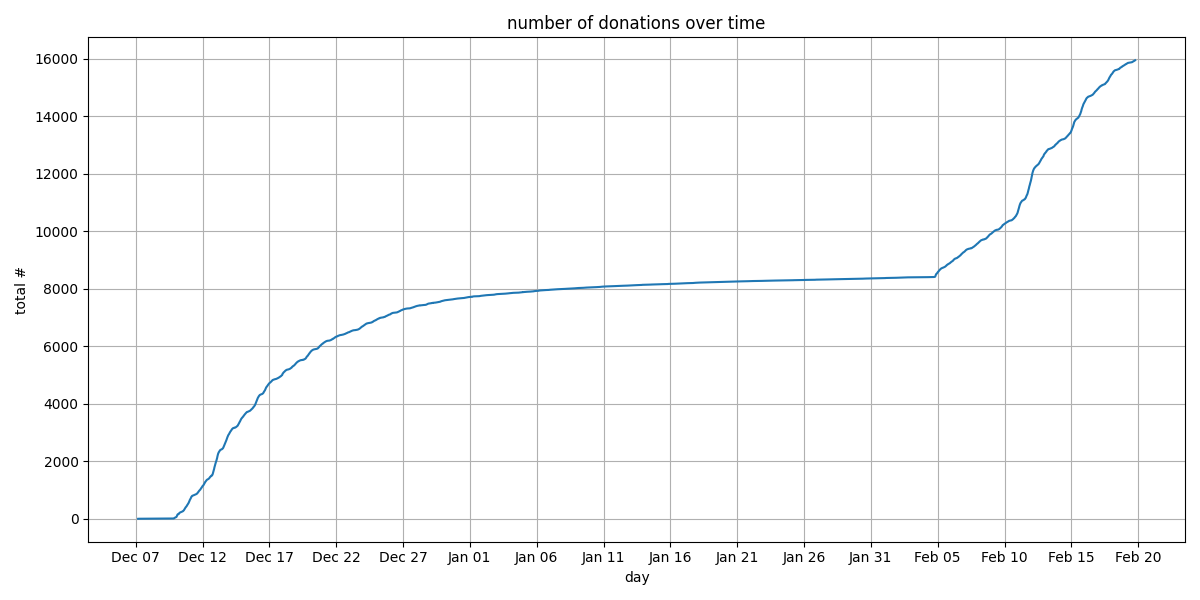 number of donations over time
total #
16000
14000
12000
10000
8000
6000
4000
2000
0
Dec 07 Dec 12 Dec 17 Dec 22 Dec 27 Jan 01 Jan 06 Jan 11 Jan 16 Jan 21 Jan 26 Jan 31 Feb 05 Feb 10 Feb 15 Feb 20
day